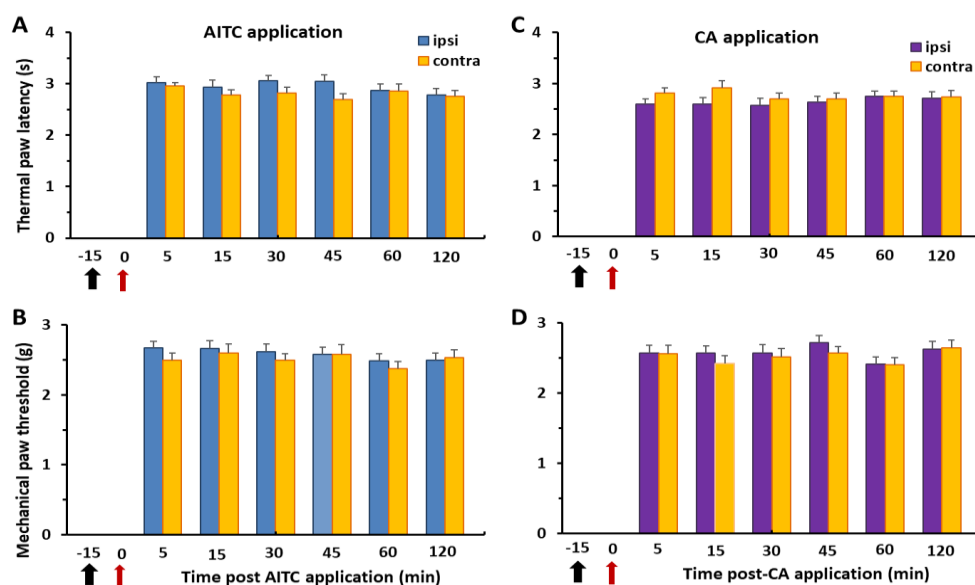 A
AITC application
ipsi
contra
Thermal paw latency (s)
4
3
2
1
0
-15 0 5 15 30 45 60 120
C
CA application
ipsi
contra
4
3
2
1
0
-15 0 5 15 30 45 60 120
B
Mechanical paw threshold (g)
3
2
1
0
-15 0 5 15 30 45 60 120
Time post AITC application (min)
D
3
2
1
0
-15 0 5 15 30 45 60 120
Time post-CA application (min)